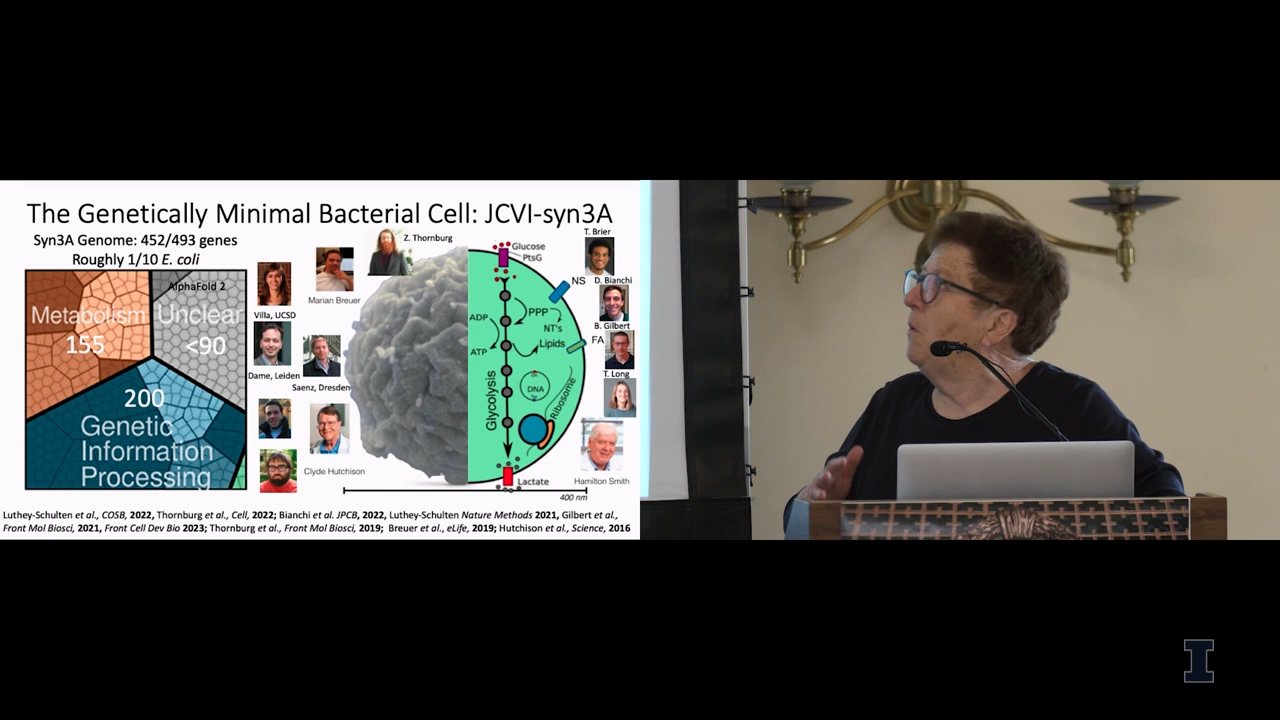 The Genetically Minimal Bacterial Cell: JCVI-syn3A
Syn3A Genome: 452/493 genes
Roughly 1/10 E. coli
AlphaFold 2
Metabolism
155
Unclear
<90
200
Genetic
Information
Processing
Villa, UCSD
Dame, Leiden
Marian Breuer
Saenz, Dresden
Clyde Hutchison
Z. Thornburg
Glucose
PtsG
ADP
ATP
PPP
NT's
Lipids
NS
FA
DNA
Glycolysis
Ribosome
Lactate
400 nm
T. Brier
D. Bianchi
B. Gilbert
T. Long
Hamilton Smith
Luthey-Schulten et al., COSB, 2022, Thornburg et al., Cell, 2022; Bianchi et al. JPCB, 2022, Luthey-Schulten Nature Methods 2021, Gilbert et al.,
Front Mol Biosci, 2021, Front Cell Dev Bio 2023; Thornburg et al., Front Mol Biosci, 2019; Breuer et al., eLife, 2019; Hutchison et al., Science, 2016
I